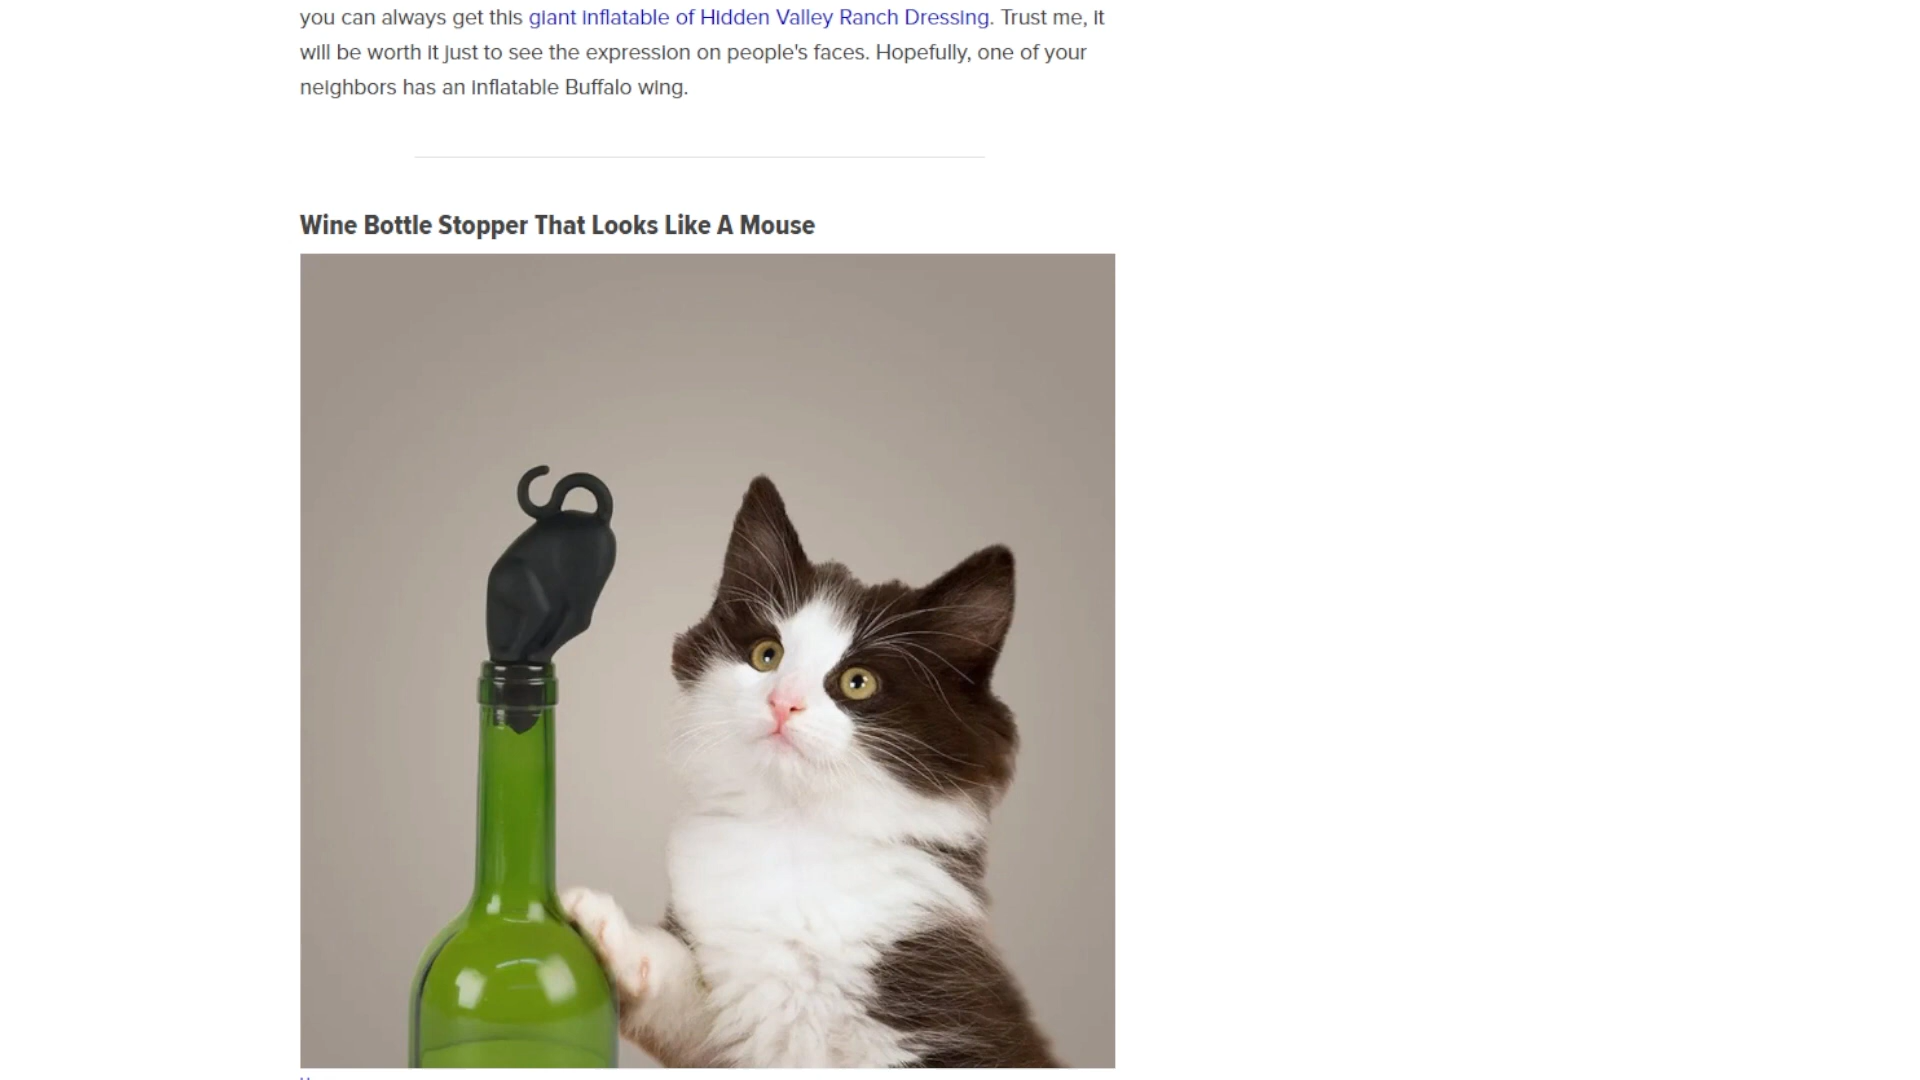 you can always get this giant inflatable of Hidden Valley Ranch Dressing. Trust me, it
will be worth it just to see the expression on people's faces. Hopefully, one of your
neighbors has an inflatable Buffalo wing.
Wine Bottle Stopper That Looks Like A Mouse